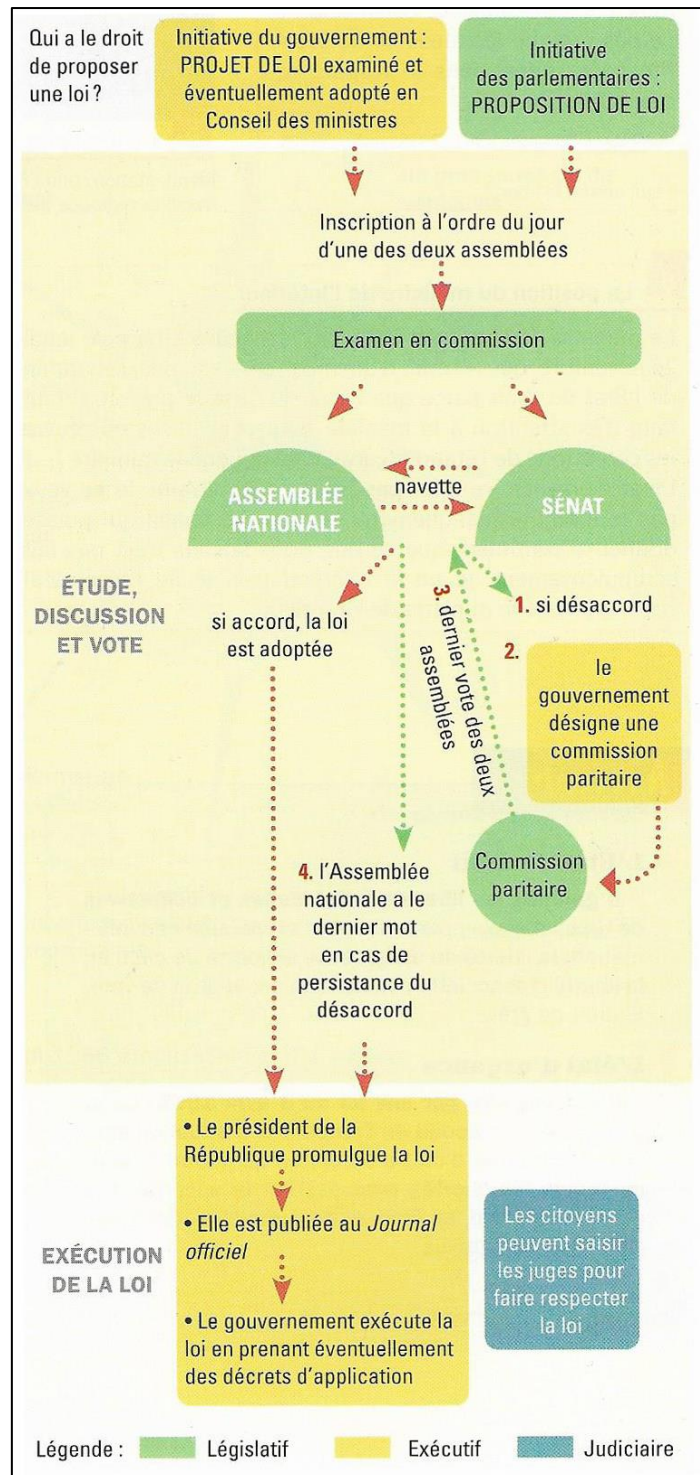 Qui a le droit
de proposer
une loi ?
Initiative du gouvernement :
PROJET DE LOI examiné et
éventuellement adopté en
Conseil des ministres
Initiative
des parlementaires :
PROPOSITION DE LOI
Inscription à l'ordre du jour
d'une des deux assemblées
Examen en commission
ASSEMBLÉE
NATIONALE
navette
SÉNAT
ÉTUDE,
DISCUSSION
ET VOTE
si accord, la loi
est adoptée
1. si désaccord
2.
le
gouvernement
désigne une
commission
paritaire
Commission
paritaire
3. dernier vote des deux
assemblées
4. l'Assemblée
nationale a le
dernier mot
en cas de
persistance du
désaccord
EXÉCUTION
DE LA LOI
• Le président de la
République promulgue la loi
• Elle est publiée au Journal
officiel
• Le gouvernement exécute la
loi en prenant éventuellement
des décrets d'application
Les citoyens
peuvent saisir
les juges pour
faire respecter
la loi
Légende :
Législatif
Exécutif
Judiciaire